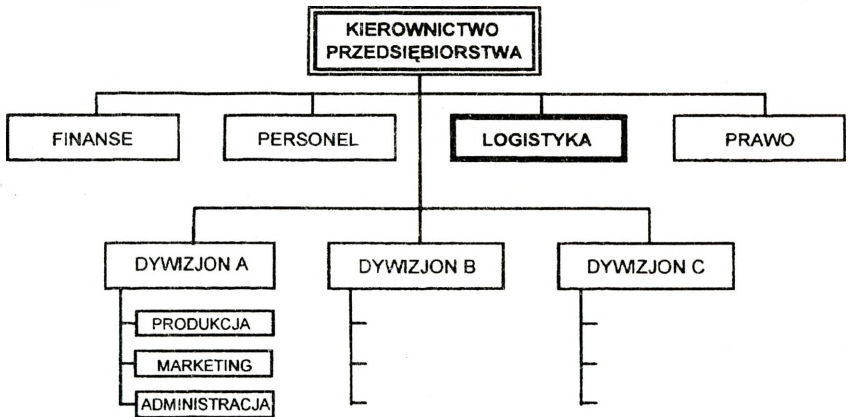 KIEROWNICTWO
PRZEDSIĘBIORSTWA
FINANSE
PERSONEL
LOGISTYKA
PRAWO
DYWIZJON A
DYWIZJON B
DYWIZJON C
PRODUKCJA
MARKETING
ADMINISTRACJA